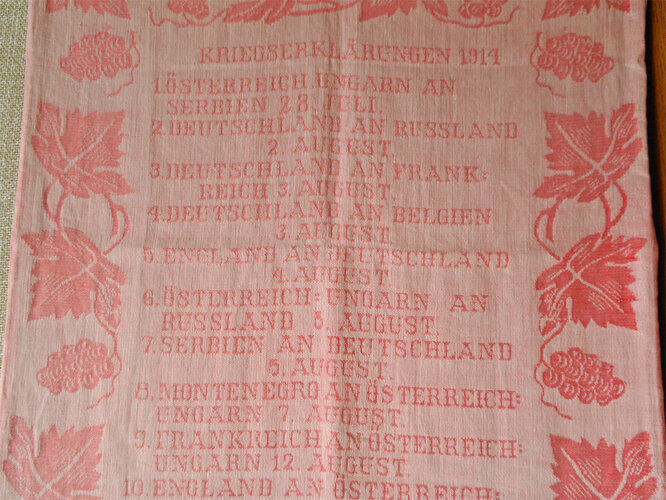 KRIEGSERKLÄRUNGEN 1914
1.ÖSTERREICH UNGARN AN
SERBIEN 28. JULI.
2.DEUTSCHLAND AN RUSSLAND
2. AUGUST.
3.DEUTSCHLAND AN FRANK:
REICH 3. AUGUST.
4.DEUTSCHLAND AN BELGIEN
3. AUGUST.
5. ENGLAND AN DEUTSCHLAND
4. AUGUST
6. ÖSTERREICH: UNGARN AN
RUSSLAND 6. AUGUST.
7. SERBIEN AN DEUTSCHLAND
5. AUGUST.
8. MONTENEGRO AN ÖSTERREICH:
UNGARN 7. AUGUST.
9. FRANKREICH AN ÖSTERREICH:
UNGARN 12. AUGUST.
10. ENGLAND AN ÖSTERREICH: